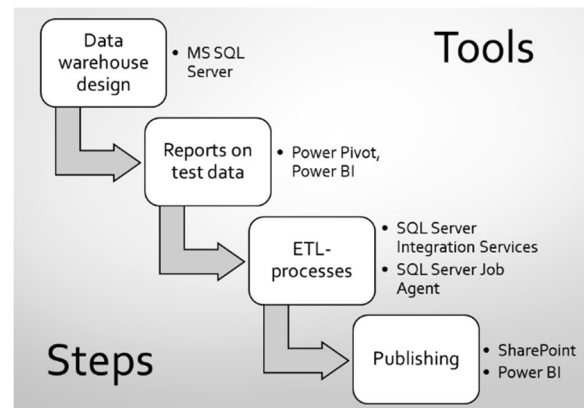 Tools
Data
warehouse
design
• MS SQL
Server
Reports on
test data
• Power Pivot,
Power BI
ETL-
processes
• SQL Server
Integration Services
• SQL Server Job
Agent
Publishing
• SharePoint
• Power BI
Steps